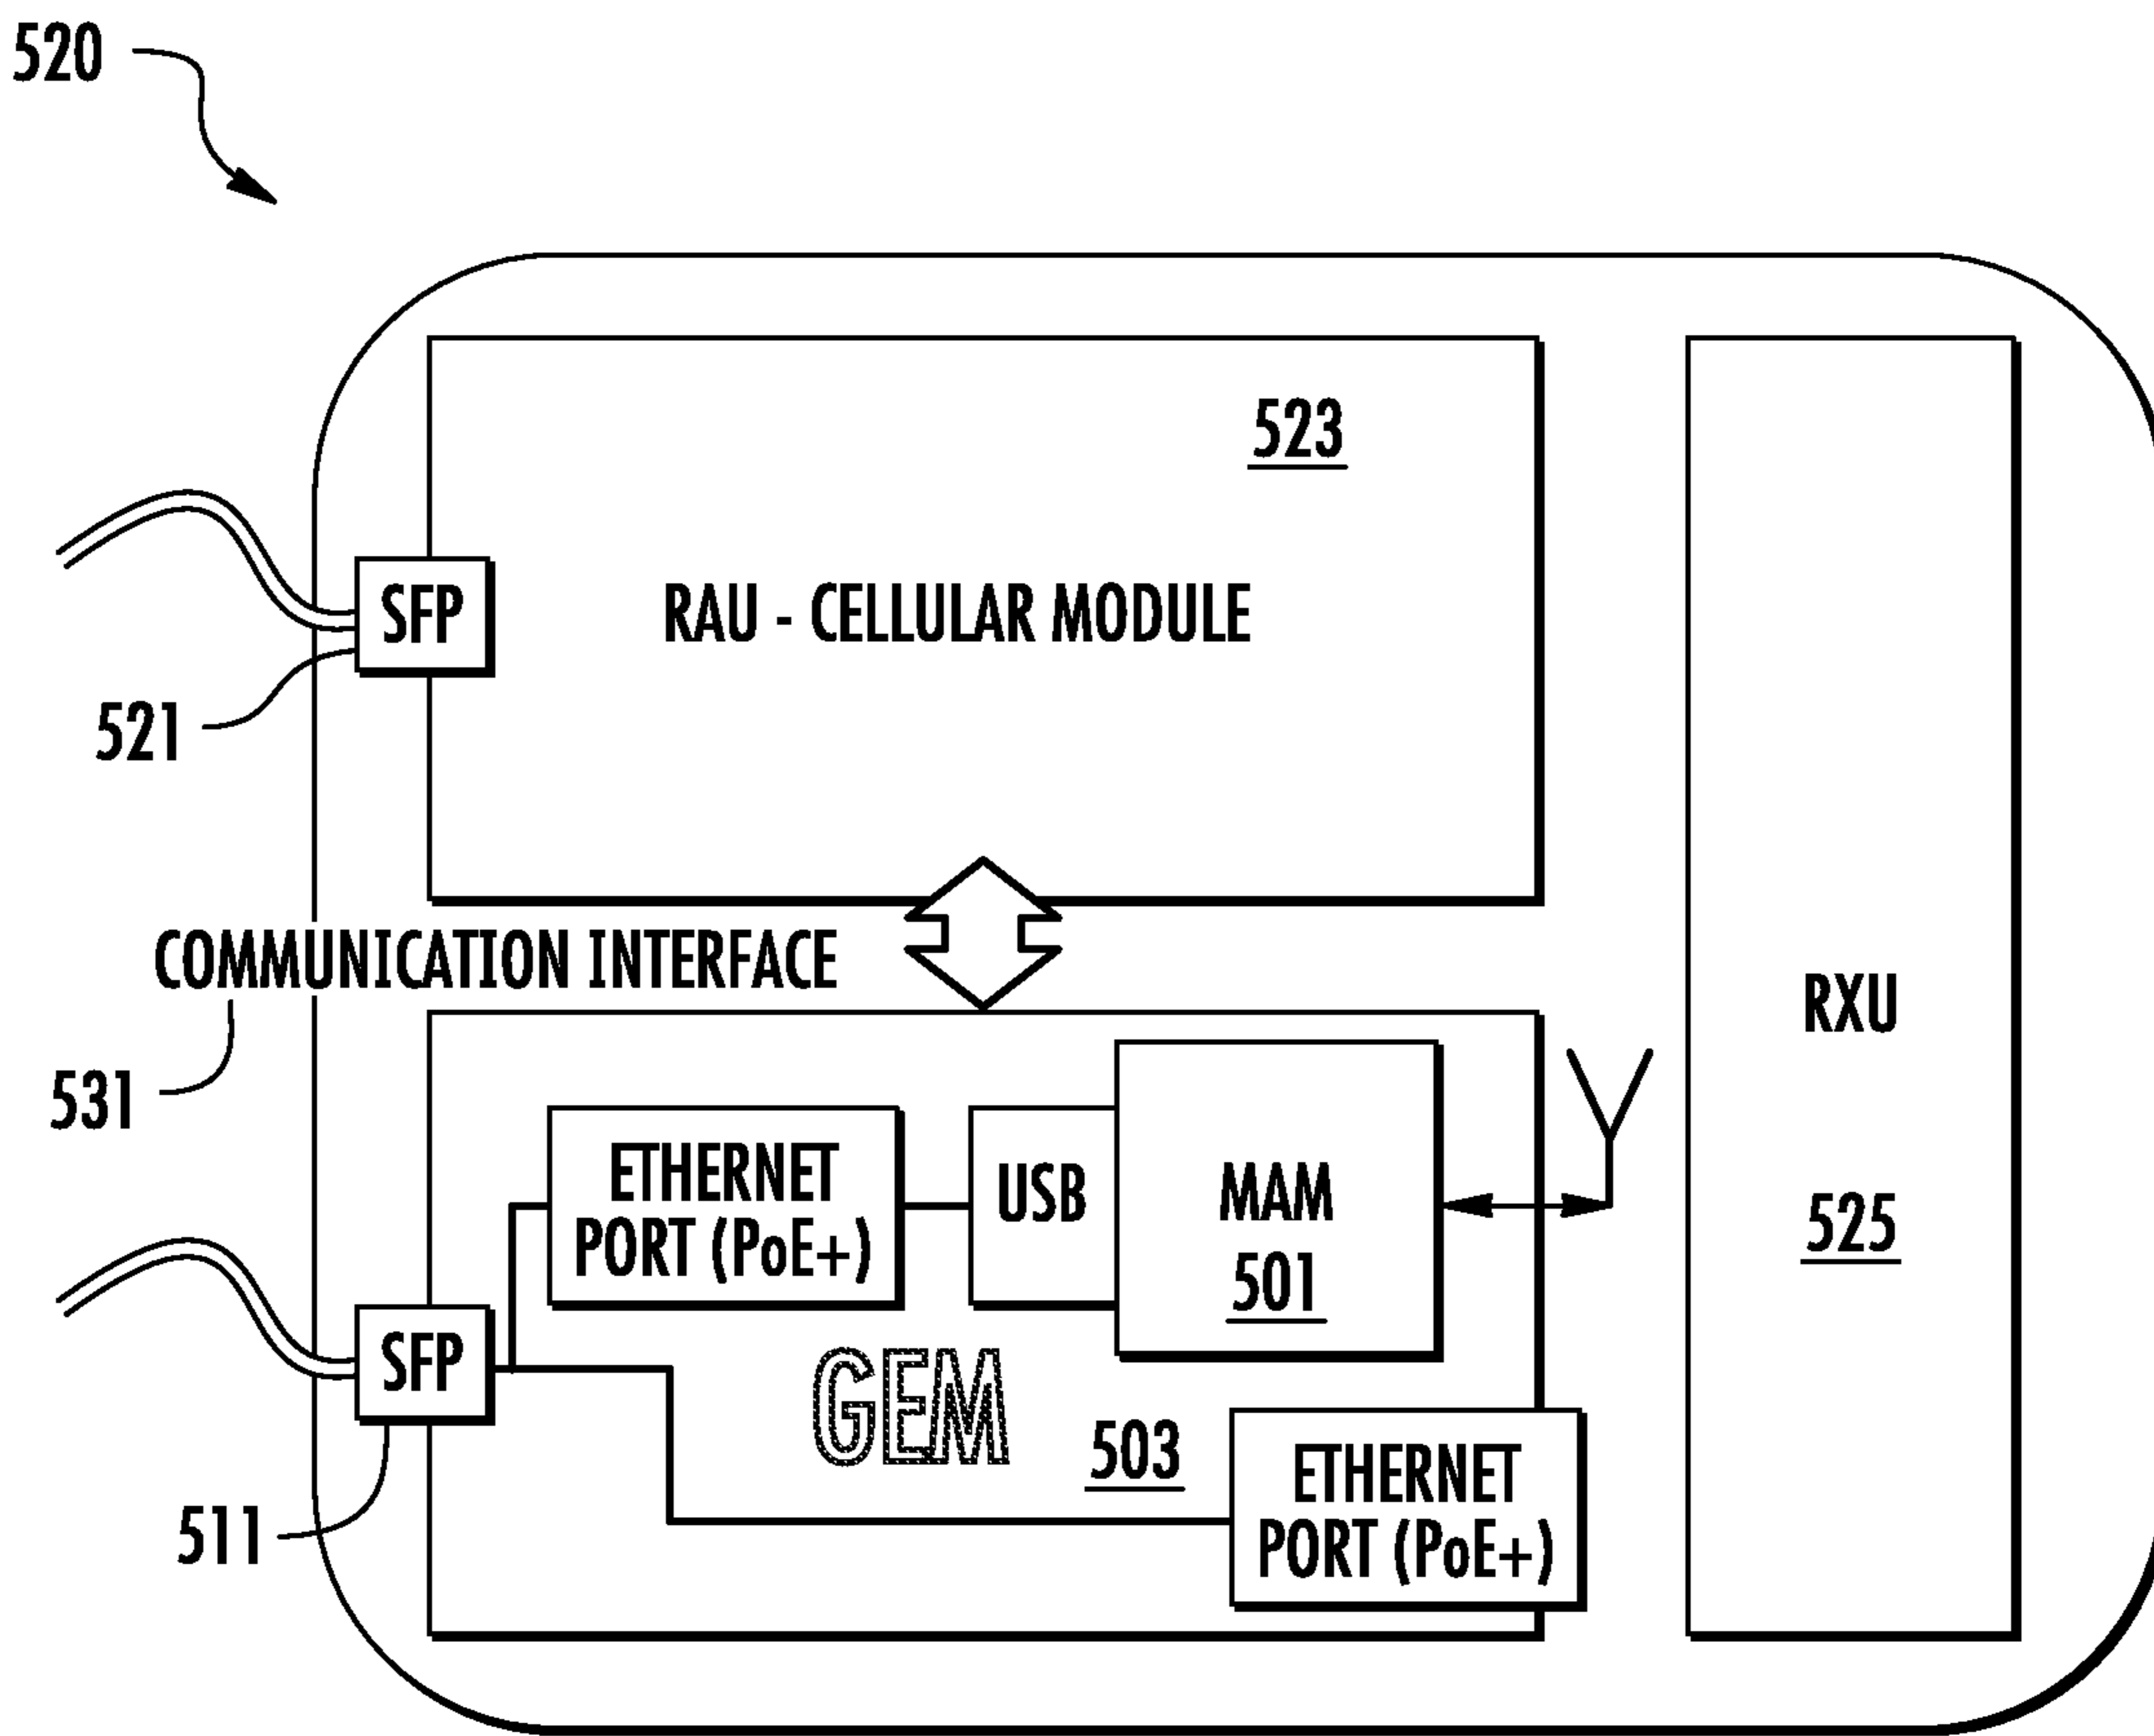 520
523
SFP
RAU - CELLULAR MODULE
521
COMMUNICATION INTERFACE
531
RXU
525
ETHERNET
PORT (PoE+)
USB
MAM
501
SFP
GEM
503
ETHERNET
PORT (PoE+)
511